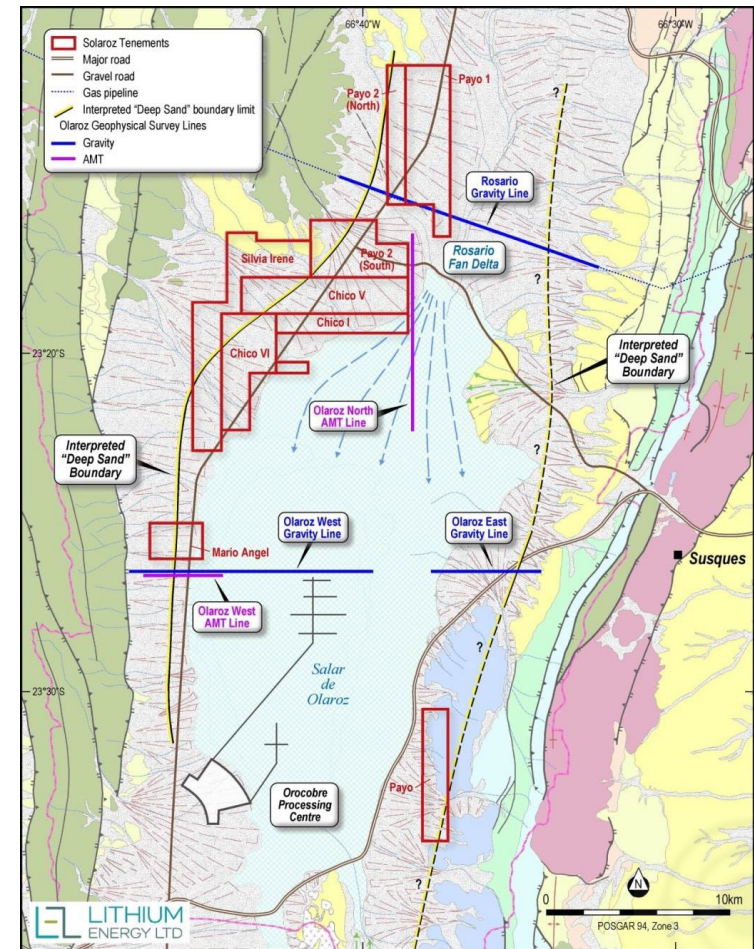 66°40'W
66°30'W
Solaroz Tenements
Major road
Gravel road
Gas pipeline
Interpreted “Deep Sand” boundary limit
Olaroz Geophysical Survey Lines
Gravity
AMT
Payo 2
(North)
Payo 1
?
Rosario
Gravity Line
Rosario
Fan Delta
Silvia Irene
Payo 2
(South)
?
Chico V
Chico I
Chico VI
23°20'S
Interpreted
“Deep Sand”
Boundary
Olaroz North
AMT Line
Interpreted
“Deep Sand”
Boundary
?
Olaroz West
Gravity Line
Olaroz East
Gravity Line
Mario Angel
Susques
Olaroz West
AMT Line
Salar
de
Olaroz
?
23°30'S
Payo
Orocobre
Processing
Centre
?
N
0
10km
POSGAR 94, Zone 3
LEL LITHIUM
ENERGY LTD